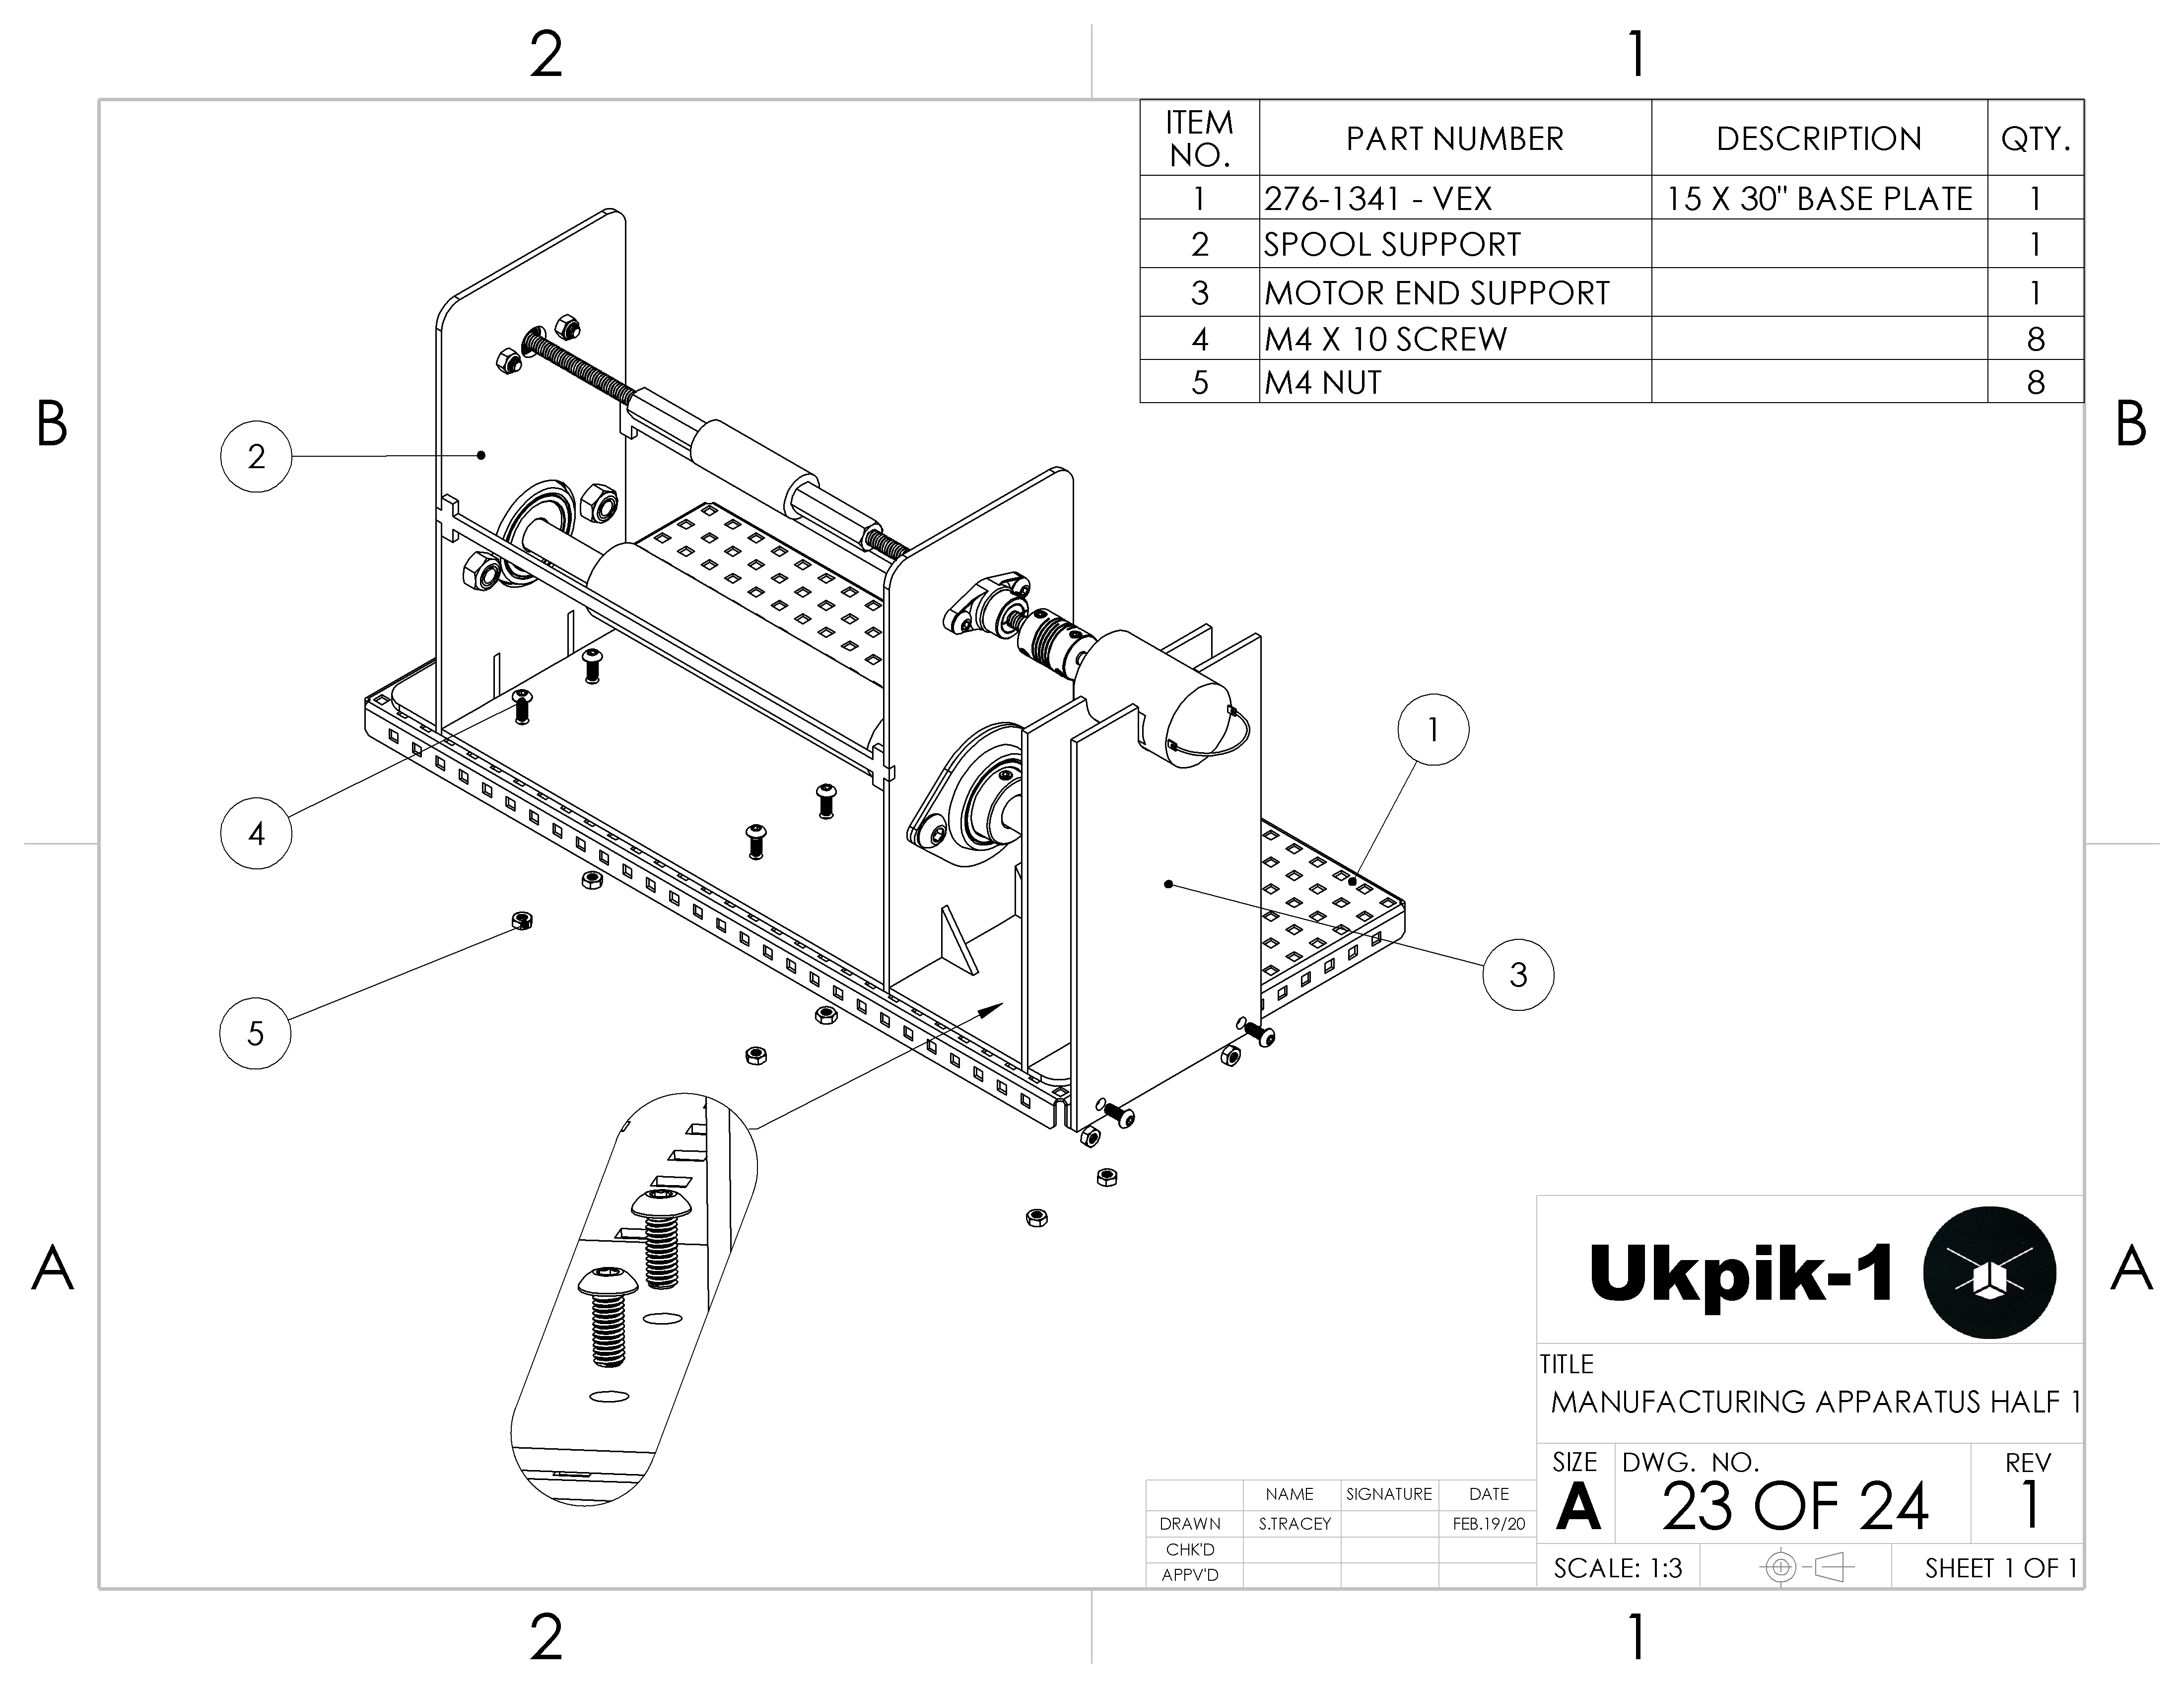 2 1
ITEM NO. PART NUMBER DESCRIPTION QTY.
1 276-1341 - VEX 15 X 30" BASE PLATE 1
2 SPOOL SUPPORT 1
3 MOTOR END SUPPORT 1
4 M4 X 10 SCREW 8
5 M4 NUT 8
B B
2
1
4
3
5
A A
Ukpik-1
TITLE
MANUFACTURING APPARATUS HALF 1
SIZE DWG. NO. REV
A 23 OF 24 1
SCALE: 1:3 SHEET 1 OF 1
NAME SIGNATURE DATE
DRAWN S.TRACEY FEB.19/20
CHK'D
APPV'D
2 1